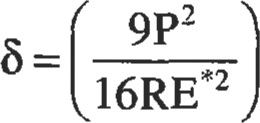 δ = ( 9P² / 16RE*² )